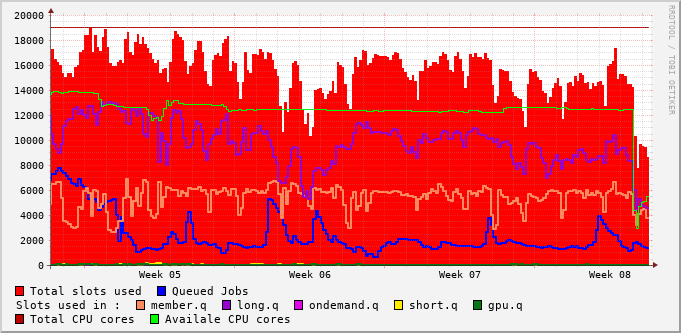 RRDTOOL / TOBI OETIKER
20000
18000
16000
14000
12000
10000
8000
6000
4000
2000
0
Week 05 Week 06 Week 07 Week 08
Total slots used Queued Jobs
Slots used in : member.q long.q ondemand.q short.q gpu.q
Total CPU cores Availale CPU cores